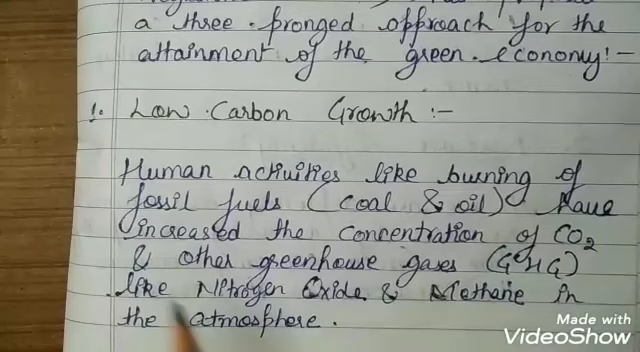 a three-pronged approach for the
attainment of the green-economy:-
1. Low-Carbon Growth:-
Human activities like burning of
fossil fuels (coal & oil) have
increased the concentration of CO2
& other greenhouse gases (GHG)
like Nitrogen Oxide & Methane in
the atmosphere.
Made with
VideoShow